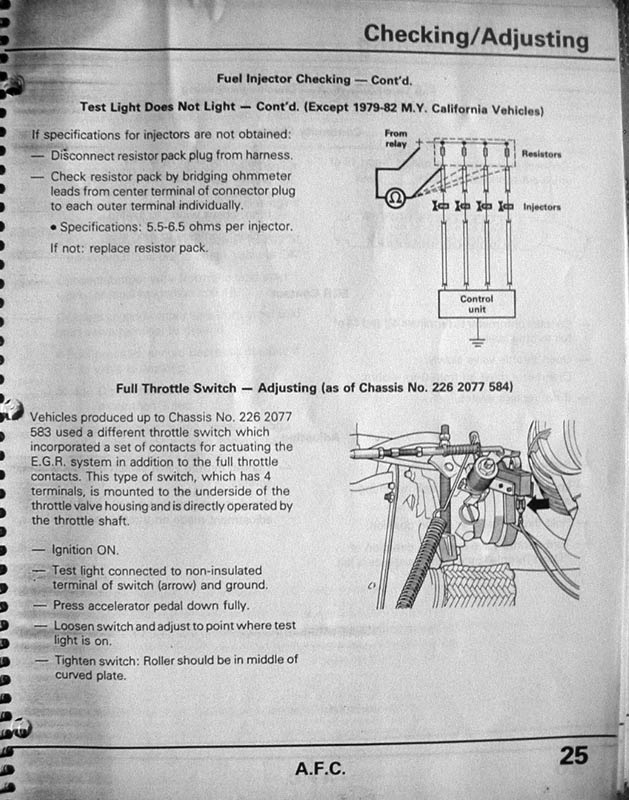 Checking/Adjusting
Fuel Injector Checking — Cont'd.
Test Light Does Not Light — Cont'd. (Except 1979-82 M.Y. California Vehicles)
If specifications for injectors are not obtained:
— Disconnect resistor pack plug from harness.
— Check resistor pack by bridging ohmmeter
leads from center terminal of connector plug
to each outer terminal individually.
• Specifications: 5.5-6.5 ohms per injector.
If not: replace resistor pack.
From
relay
+
Resistors
Ω
Injectors
Control
unit
Full Throttle Switch — Adjusting (as of Chassis No. 226 2077 584)
Vehicles produced up to Chassis No. 226 2077
583 used a different throttle switch which
incorporated a set of contacts for actuating the
E.G.R. system in addition to the full throttle
contacts. This type of switch, which has 4
terminals, is mounted to the underside of the
throttle valve housing and is directly operated by
the throttle shaft.
— Ignition ON.
— Test light connected to non-insulated
terminal of switch (arrow) and ground.
— Press accelerator pedal down fully.
— Loosen switch and adjust to point where test
light is on.
— Tighten switch: Roller should be in middle of
curved plate.
A.F.C.
25